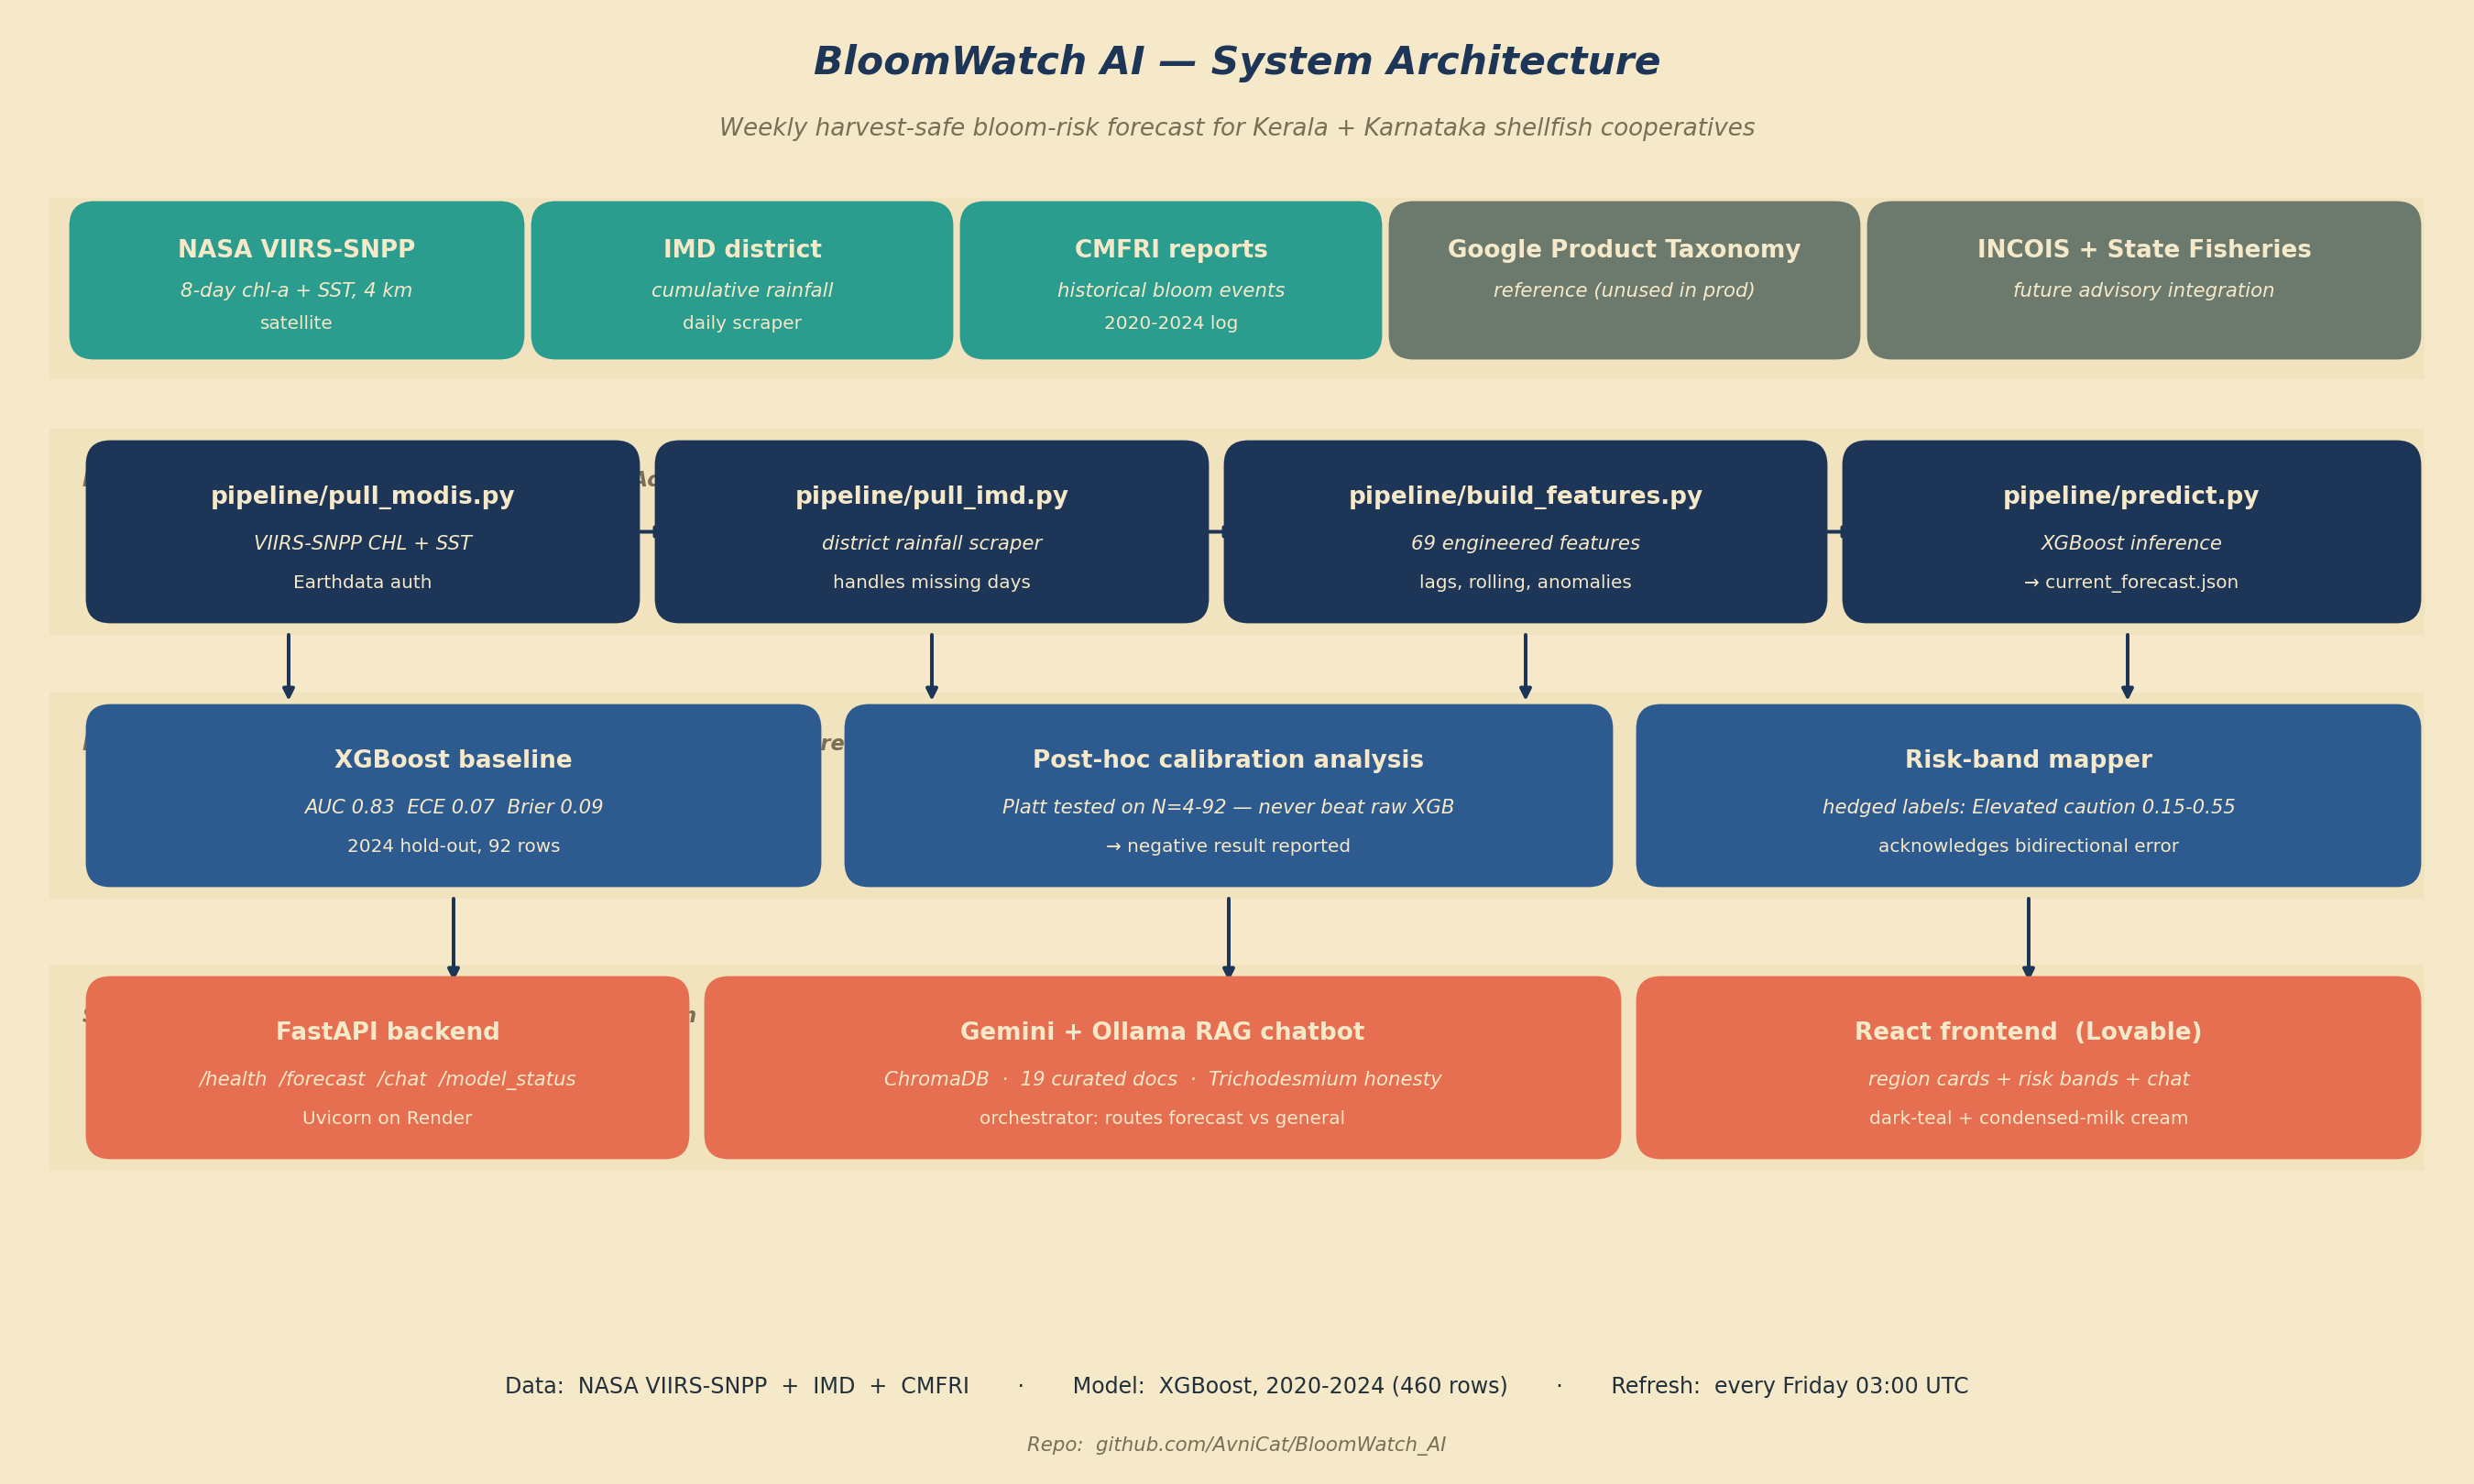 BloomWatch AI — System Architecture
Weekly harvest-safe bloom-risk forecast for Kerala + Karnataka shellfish cooperatives
NASA VIIRS-SNPP
8-day chl-a + SST, 4 km
satellite
IMD district
cumulative rainfall
daily scraper
CMFRI reports
historical bloom events
2020-2024 log
Google Product Taxonomy
reference (unused in prod)
INCOIS + State Fisheries
future advisory integration
pipeline/pull_modis.py
VIIRS-SNPP CHL + SST
Earthdata auth
pipeline/pull_imd.py
district rainfall scraper
handles missing days
pipeline/build_features.py
69 engineered features
lags, rolling, anomalies
pipeline/predict.py
XGBoost inference
→ current_forecast.json
XGBoost baseline
AUC 0.83  ECE 0.07  Brier 0.09
2024 hold-out, 92 rows
Post-hoc calibration analysis
Platt tested on N=4-92 — never beat raw XGB
→ negative result reported
Risk-band mapper
hedged labels: Elevated caution 0.15-0.55
acknowledges bidirectional error
FastAPI backend
/health  /forecast  /chat  /model_status
Uvicorn on Render
Gemini + Ollama RAG chatbot
ChromaDB  ·  19 curated docs  ·  Trichodesmium honesty
orchestrator: routes forecast vs general
React frontend  (Lovable)
region cards + risk bands + chat
dark-teal + condensed-milk cream
Data:  NASA VIIRS-SNPP  +  IMD  +  CMFRI  ·  Model:  XGBoost, 2020-2024 (460 rows)  ·  Refresh:  every Friday 03:00 UTC
Repo:  github.com/AvniCat/BloomWatch_AI